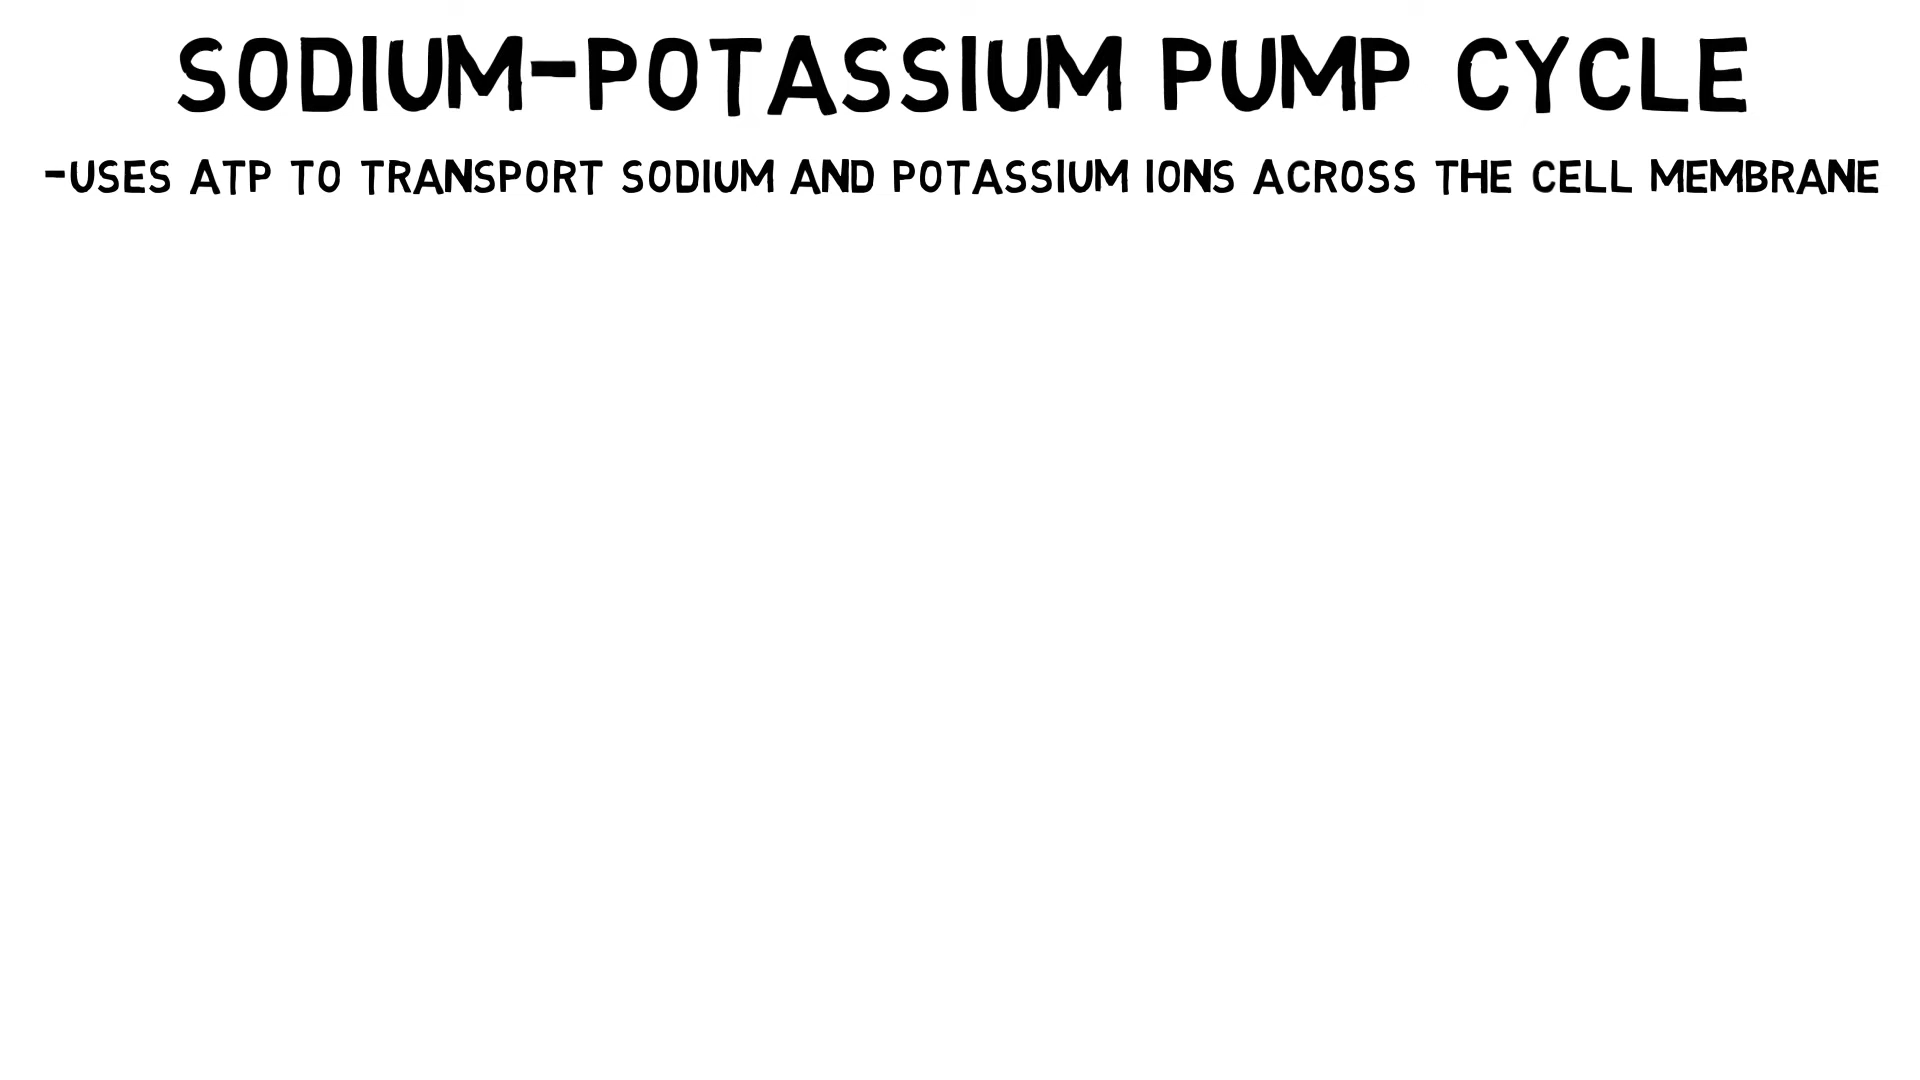 SODIUM-POTASSIUM PUMP CYCLE
-USES ATP TO TRANSPORT SODIUM AND POTASSIUM IONS ACROSS THE CELL MEMBRANE